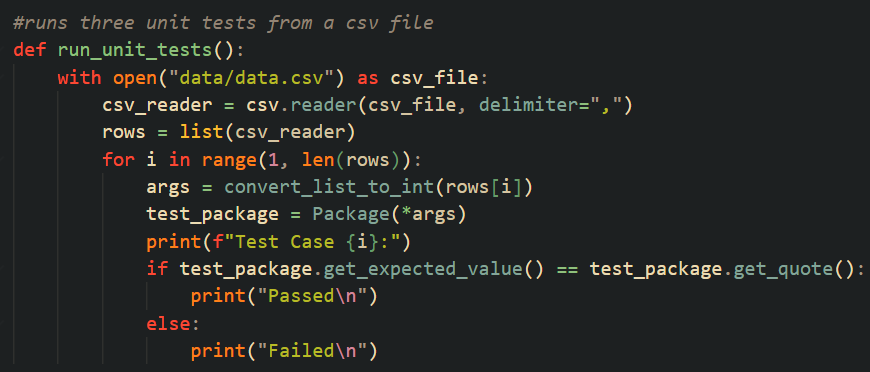 #runs three unit tests from a csv file
def run_unit_tests():
    with open("data/data.csv") as csv_file:
        csv_reader = csv.reader(csv_file, delimiter=",")
        rows = list(csv_reader)
        for i in range(1, len(rows)):
            args = convert_list_to_int(rows[i])
            test_package = Package(*args)
            print(f"Test Case {i}:")
            if test_package.get_expected_value() == test_package.get_quote():
                print("Passed\n")
            else:
                print("Failed\n")